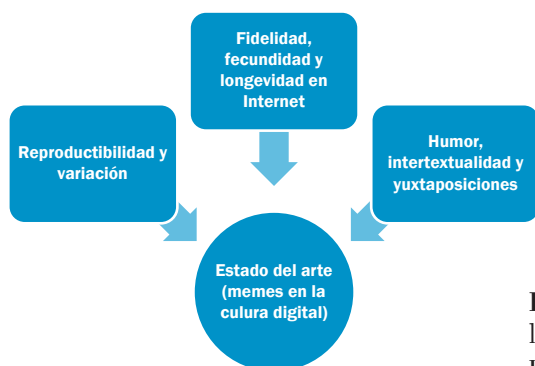 Fidelidad,
fecundidad y
longevidad en
Internet
Reproductibilidad y
variación
Humor,
intertextualidad y
yuxtaposiciones
Estado del arte
(memes en la
culura digital)